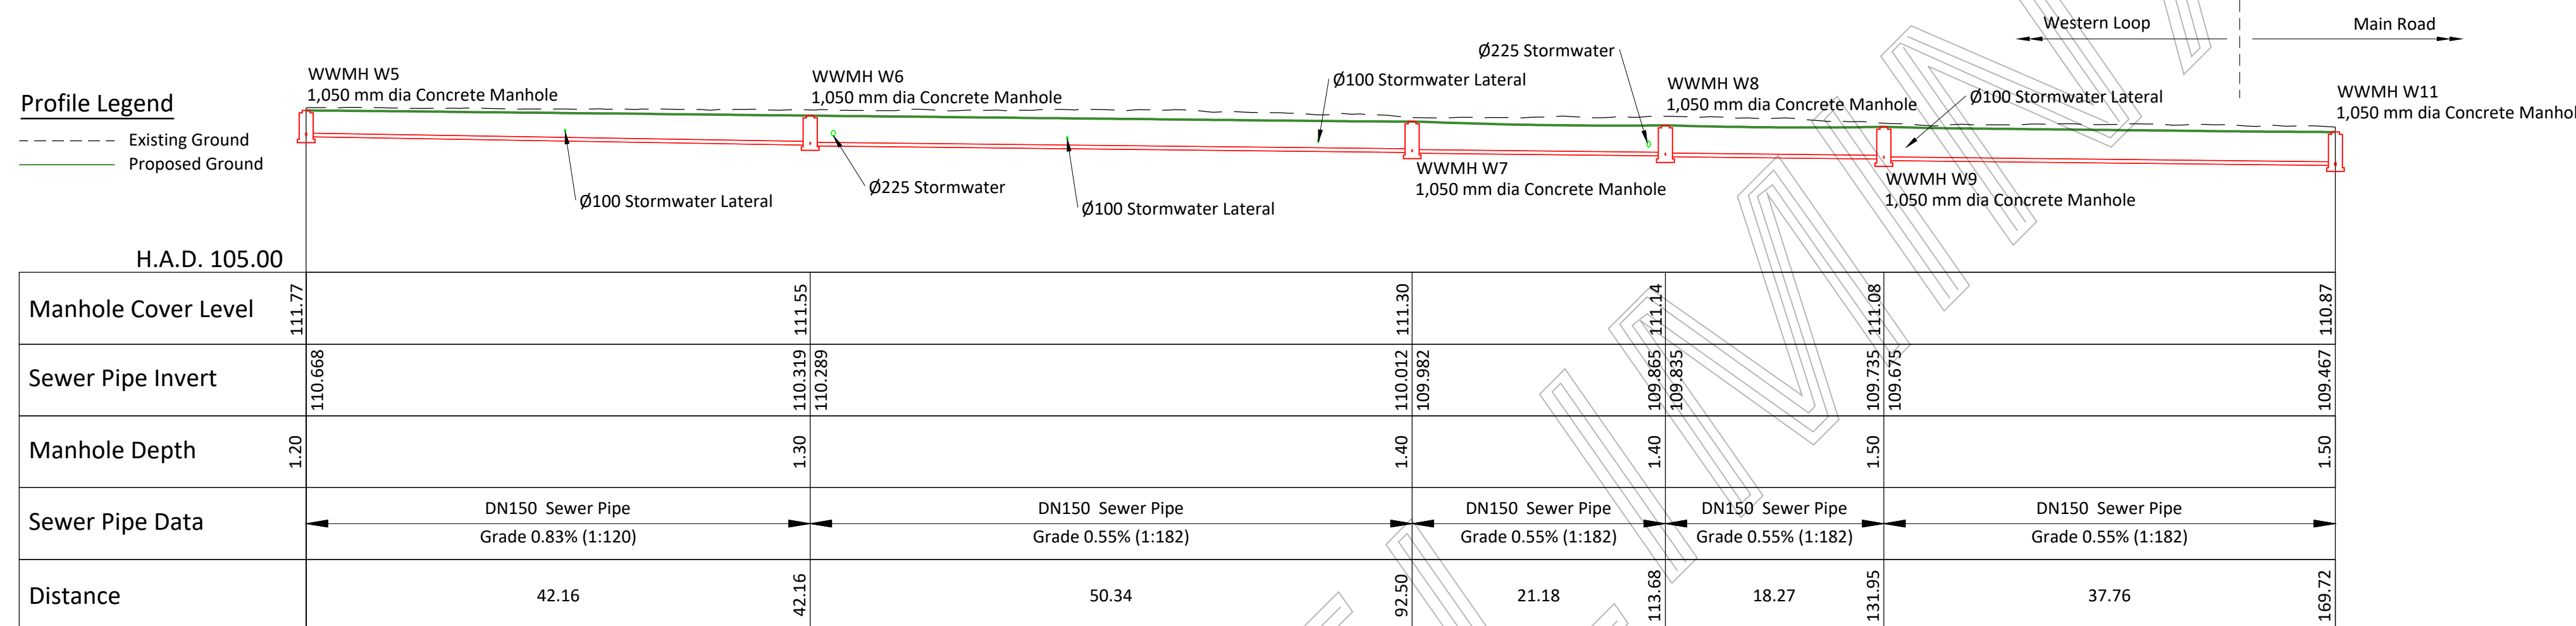 Western Loop
Main Road
Ø225 Stormwater
WWMH W5
1,050 mm dia Concrete Manhole
WWMH W6
1,050 mm dia Concrete Manhole
Ø100 Stormwater Lateral
WWMH W8
1,050 mm dia Concrete Manhole
Ø100 Stormwater Lateral
WWMH W11
1,050 mm dia Concrete Manhol
Profile Legend
Existing Ground
Proposed Ground
Ø100 Stormwater Lateral
Ø225 Stormwater
Ø100 Stormwater Lateral
WWMH W7
1,050 mm dia Concrete Manhole
WWMH W9
1,050 mm dia Concrete Manhole
H.A.D. 105.00
Manhole Cover Level 111.77 111.55 111.30 111.14 111.08 110.87
Sewer Pipe Invert 110.668 110.319 110.289 110.012 109.982 109.865 109.835 109.735 109.675 109.467
Manhole Depth 1.20 1.30 1.40 1.40 1.50 1.50
Sewer Pipe Data
DN150 Sewer Pipe
Grade 0.83% (1:120)
DN150 Sewer Pipe
Grade 0.55% (1:182)
DN150 Sewer Pipe
Grade 0.55% (1:182)
DN150 Sewer Pipe
Grade 0.55% (1:182)
DN150 Sewer Pipe
Grade 0.55% (1:182)
Distance 42.16 42.16 50.34 92.50 21.18 113.68 18.27 131.95 37.76 169.72